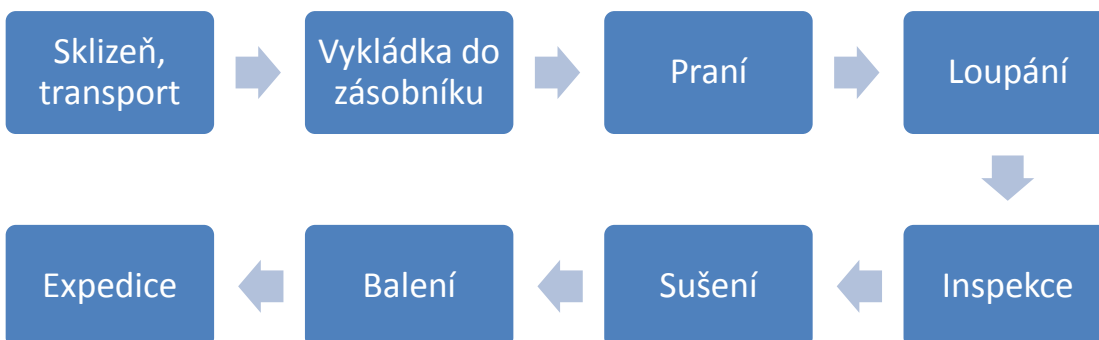 Sklizeň,
transport
Vykládka do
zásobníku
Praní
Loupání
Inspekce
Sušení
Balení
Expedice